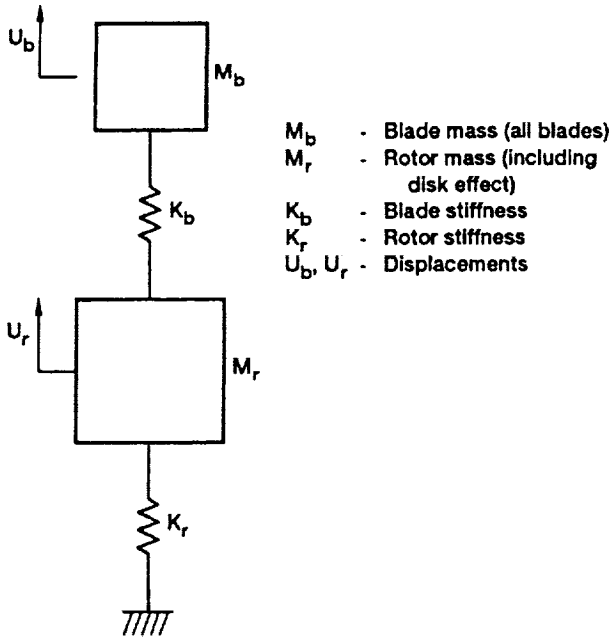 U_b
M_b
K_b
U_r
M_r
K_r
M_b - Blade mass (all blades)
M_r - Rotor mass (including
disk effect)
K_b - Blade stiffness
K_r - Rotor stiffness
U_b, U_r - Displacements